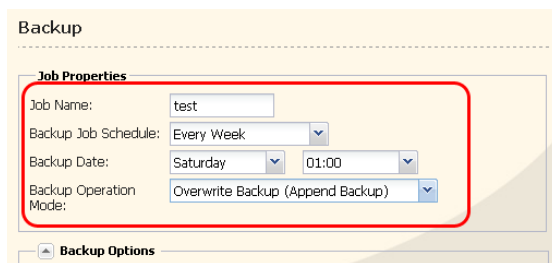 Backup
Job Properties
Job Name: test
Backup Job Schedule: Every Week
Backup Date: Saturday 01:00
Backup Operation Mode: Overwrite Backup (Append Backup)
Backup Options